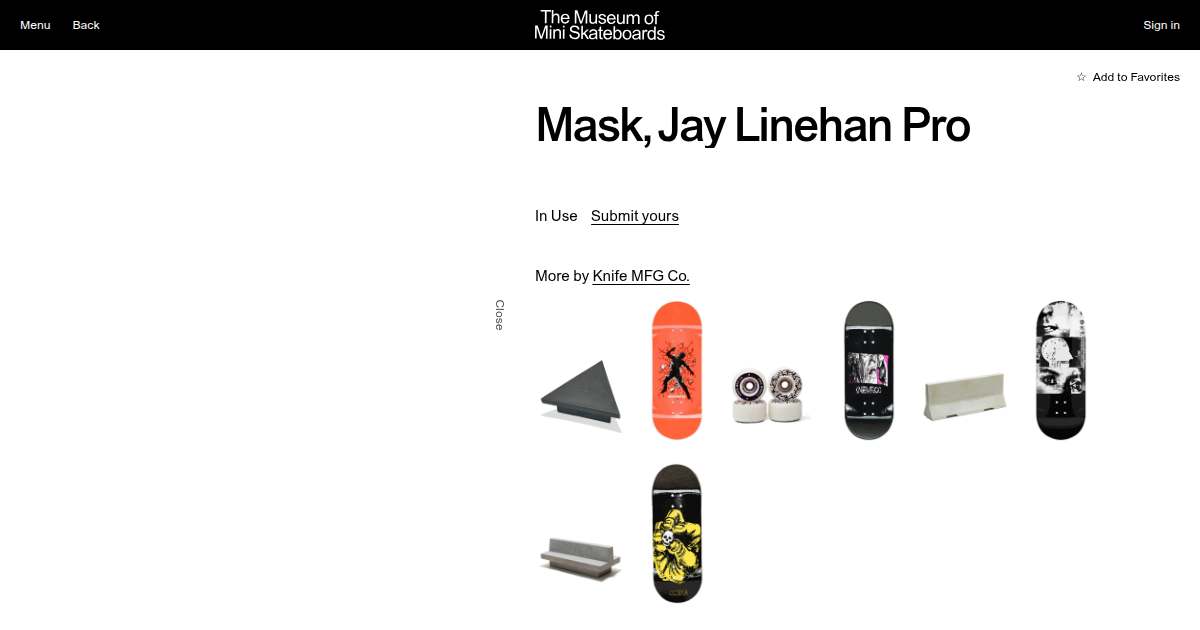 Menu Back
The Museum of
Mini Skateboards
Sign in
☆ Add to Favorites
Mask, Jay Linehan Pro
In Use Submit yours
More by Knife MFG Co.
Close